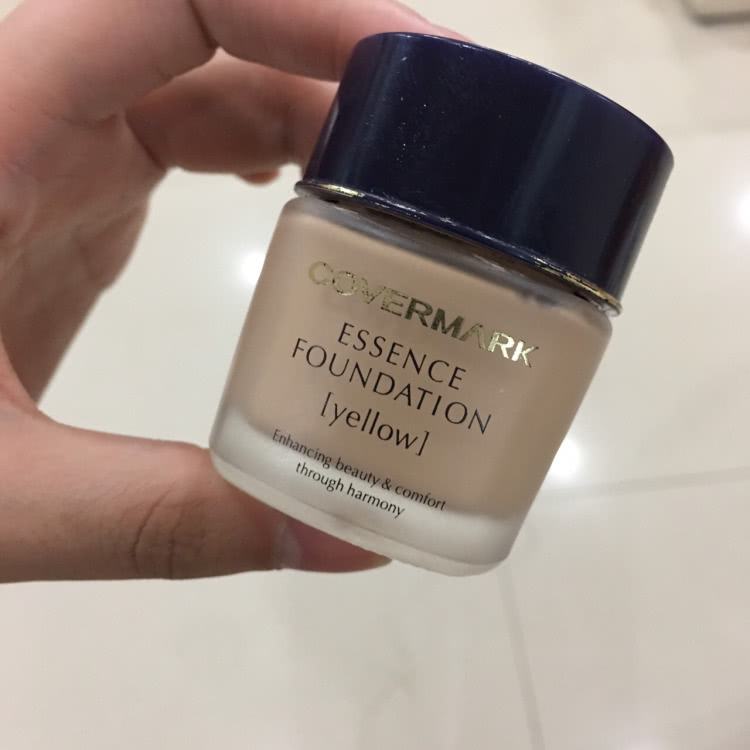 COVERMARK
ESSENCE
FOUNDATION
[yellow]
Enhancing beauty & comfort
through harmony